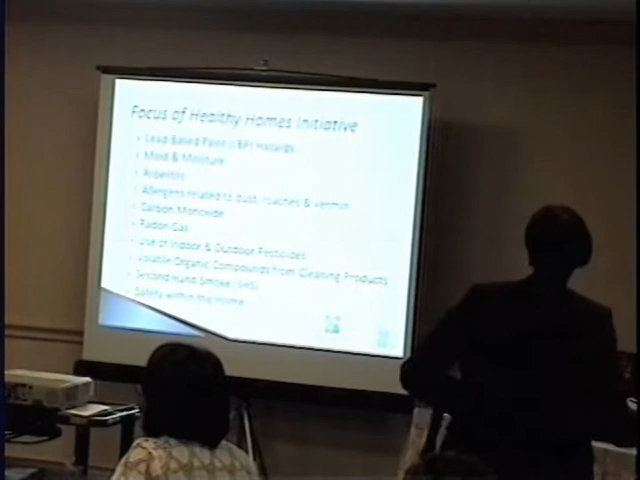 Focus of Healthy Homes Initiative
Lead Based Paint (LBP) Hazards
Mold & Moisture
Asbestos
Allergens related to dust, roaches & vermin
Carbon Monoxide
Radon Gas
Use of Indoor & Outdoor Pesticides
Volatile Organic Compounds from Cleaning Products
Second Hand Smoke (SHS)
Safety within the Home